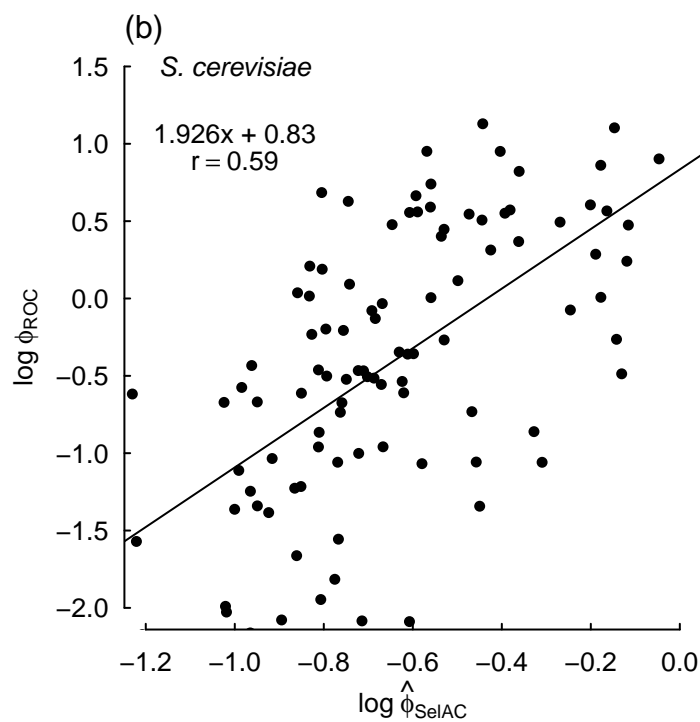 (b)
S. cerevisiae
1.926x + 0.83
r = 0.59
1.5
1.0
0.5
0.0
−0.5
−1.0
−1.5
−2.0
log ϕROC
−1.2 −1.0 −0.8 −0.6 −0.4 −0.2 0.0
log ϕ̂SelAC